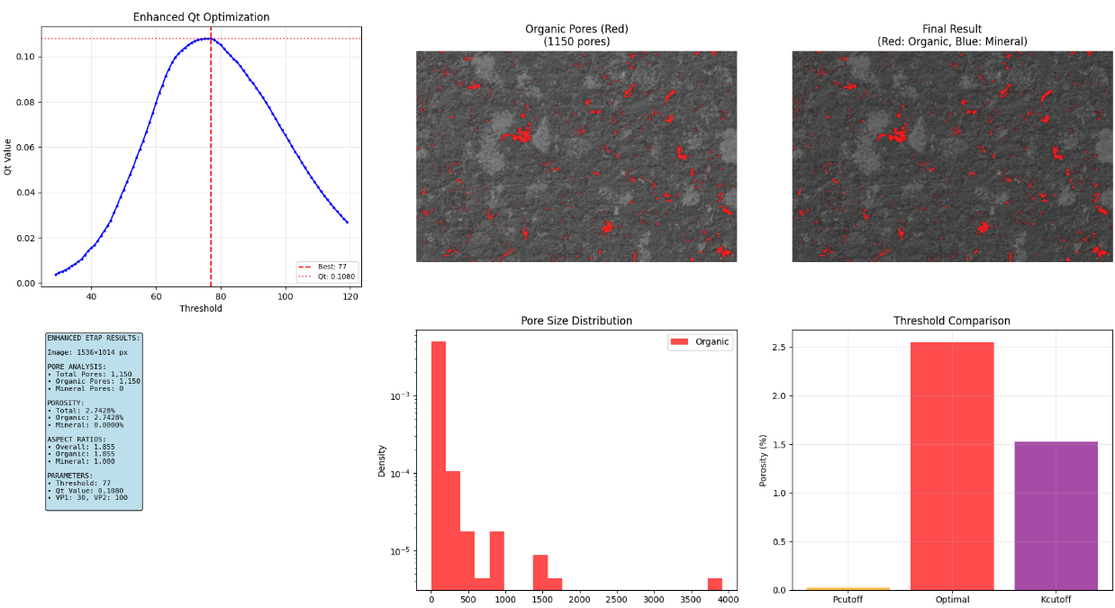 Enhanced Qt Optimization
Qt Value
0.10
0.08
0.06
0.04
0.02
0.00
40 60 80 100 120
Threshold
Best: 77
Qt: 0.1080
Organic Pores (Red)
(1150 pores)
Final Result
(Red: Organic, Blue: Mineral)
ENHANCED ETAP RESULTS:
Image: 1536×1014 px
PORE ANALYSIS:
• Total Pores: 1,150
• Organic Pores: 1,150
• Mineral Pores: 0
POROSITY:
• Total: 2.7428%
• Organic: 2.7428%
• Mineral: 0.0000%
ASPECT RATIOS:
• Overall: 1.855
• Organic: 1.855
• Mineral: 1.000
PARAMETERS:
• Threshold: 77
• Qt Value: 0.1080
• VP1: 30, VP2: 100
Pore Size Distribution
Organic
Density
10⁻³
10⁻⁴
10⁻⁵
0 500 1000 1500 2000 2500 3000 3500 4000
Threshold Comparison
Porosity (%)
2.5
2.0
1.5
1.0
0.5
0.0
Pcutoff Optimal Kcutoff